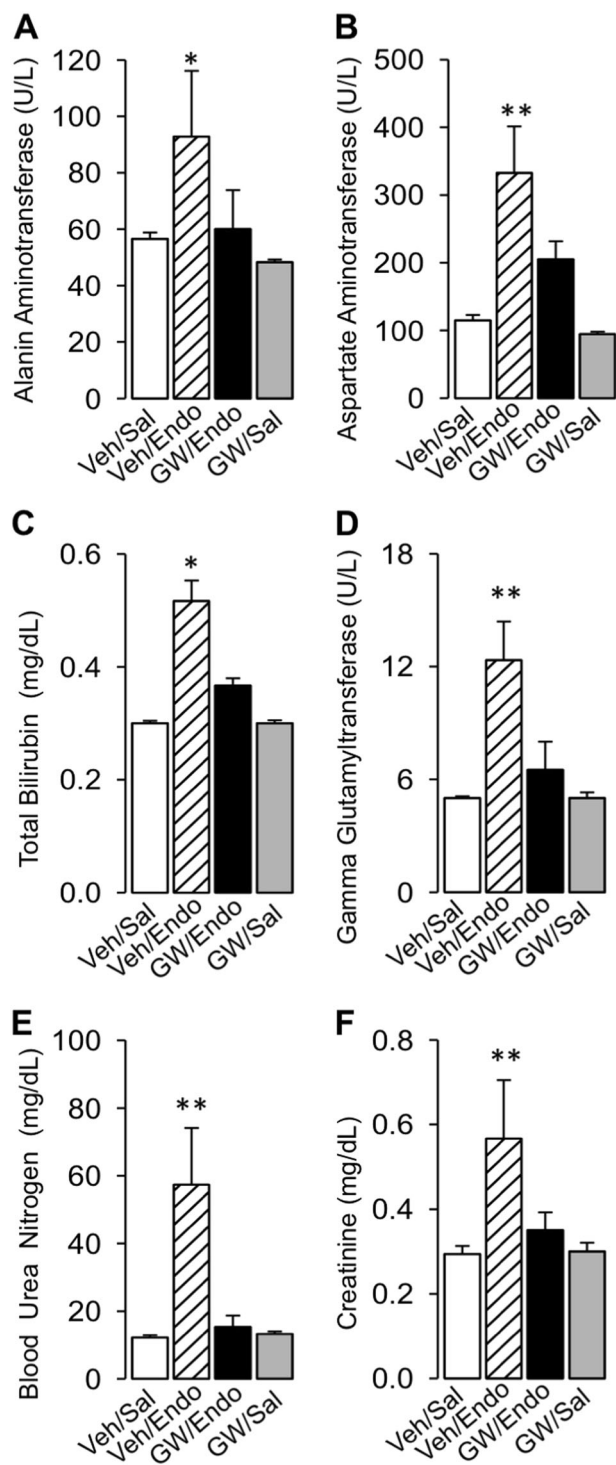 A
Alanin Aminotransferase (U/L)
120
100
80
60
40
20
0
*
Veh/Sal
Veh/Endo
GW/Endo
GW/Sal
B
Aspartate Aminotransferase (U/L)
500
400
300
200
100
0
**
Veh/Sal
Veh/Endo
GW/Endo
GW/Sal
C
Total Bilirubin (mg/dL)
0.6
0.4
0.2
0.0
*
Veh/Sal
Veh/Endo
GW/Endo
GW/Sal
D
Gamma Glutamyltransferase (U/L)
18
12
6
0
**
Veh/Sal
Veh/Endo
GW/Endo
GW/Sal
E
Blood Urea Nitrogen (mg/dL)
100
80
60
40
20
0
**
Veh/Sal
Veh/Endo
GW/Endo
GW/Sal
F
Creatinine (mg/dL)
0.8
0.6
0.4
0.2
0.0
**
Veh/Sal
Veh/Endo
GW/Endo
GW/Sal